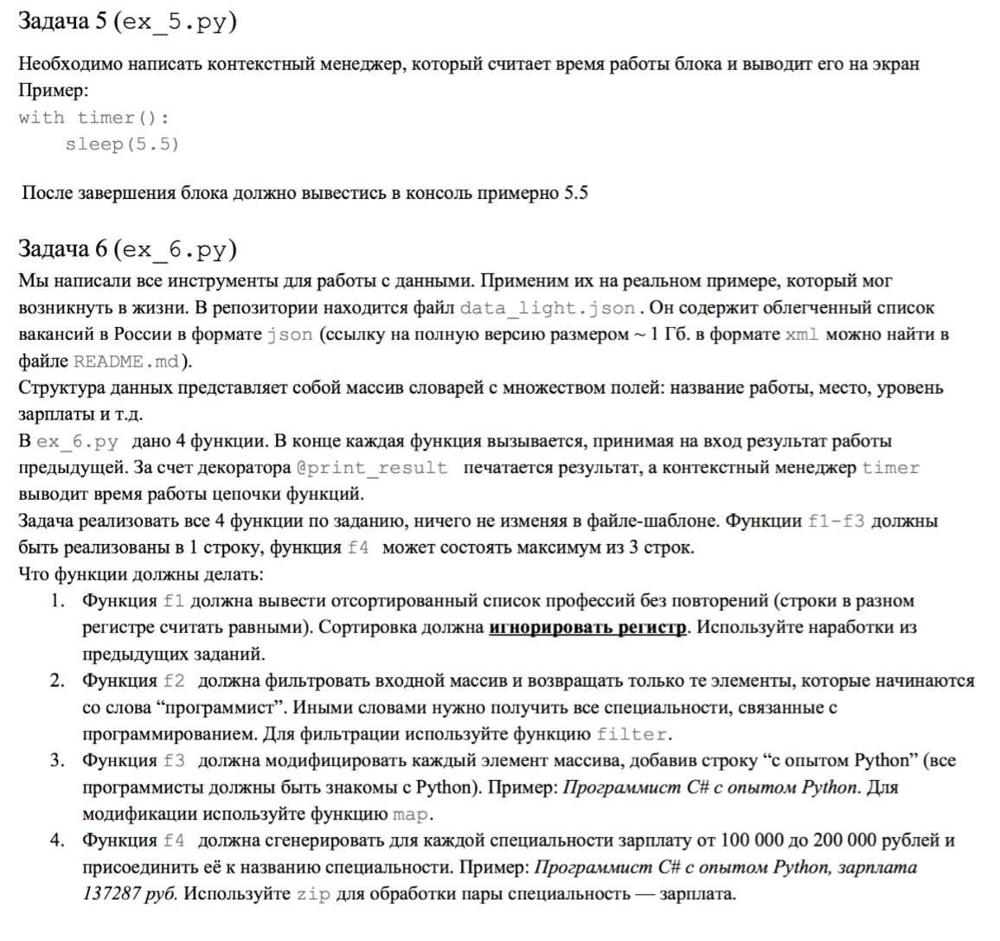 Задача 5 (ex_5.py)
Необходимо написать контекстный менеджер, который считает время работы блока и выводит его на экран
Пример:
with timer():
    sleep(5.5)
После завершения блока должно вывестись в консоль примерно 5.5
Задача 6 (ex_6.py)
Мы написали все инструменты для работы с данными. Применим их на реальном примере, который мог
возникнуть в жизни. В репозитории находится файл data_light.json. Он содержит облегченный список
вакансий в России в формате json (ссылку на полную версию размером ~ 1 Гб. в формате xml можно найти в
файле README.md).
Структура данных представляет собой массив словарей с множеством полей: название работы, место, уровень
зарплаты и т.д.
В ex_6.py дано 4 функции. В конце каждая функция вызывается, принимая на вход результат работы
предыдущей. За счет декоратора @print_result печатается результат, а контекстный менеджер timer
выводит время работы цепочки функций.
Задача реализовать все 4 функции по заданию, ничего не изменяя в файле-шаблоне. Функции f1-f3 должны
быть реализованы в 1 строку, функция f4 может состоять максимум из 3 строк.
Что функции должны делать:
1. Функция f1 должна вывести отсортированный список профессий без повторений (строки в разном
регистре считать равными). Сортировка должна игнорировать регистр. Используйте наработки из
предыдущих заданий.
2. Функция f2 должна фильтровать входной массив и возвращать только те элементы, которые начинаются
со слова “программист”. Иными словами нужно получить все специальности, связанные с
программированием. Для фильтрации используйте функцию filter.
3. Функция f3 должна модифицировать каждый элемент массива, добавив строку “с опытом Python” (все
программисты должны быть знакомы с Python). Пример: Программист C# с опытом Python. Для
модификации используйте функцию map.
4. Функция f4 должна сгенерировать для каждой специальности зарплату от 100 000 до 200 000 рублей и
присоединить её к названию специальности. Пример: Программист C# с опытом Python, зарплата
137287 руб. Используйте zip для обработки пары специальность — зарплата.